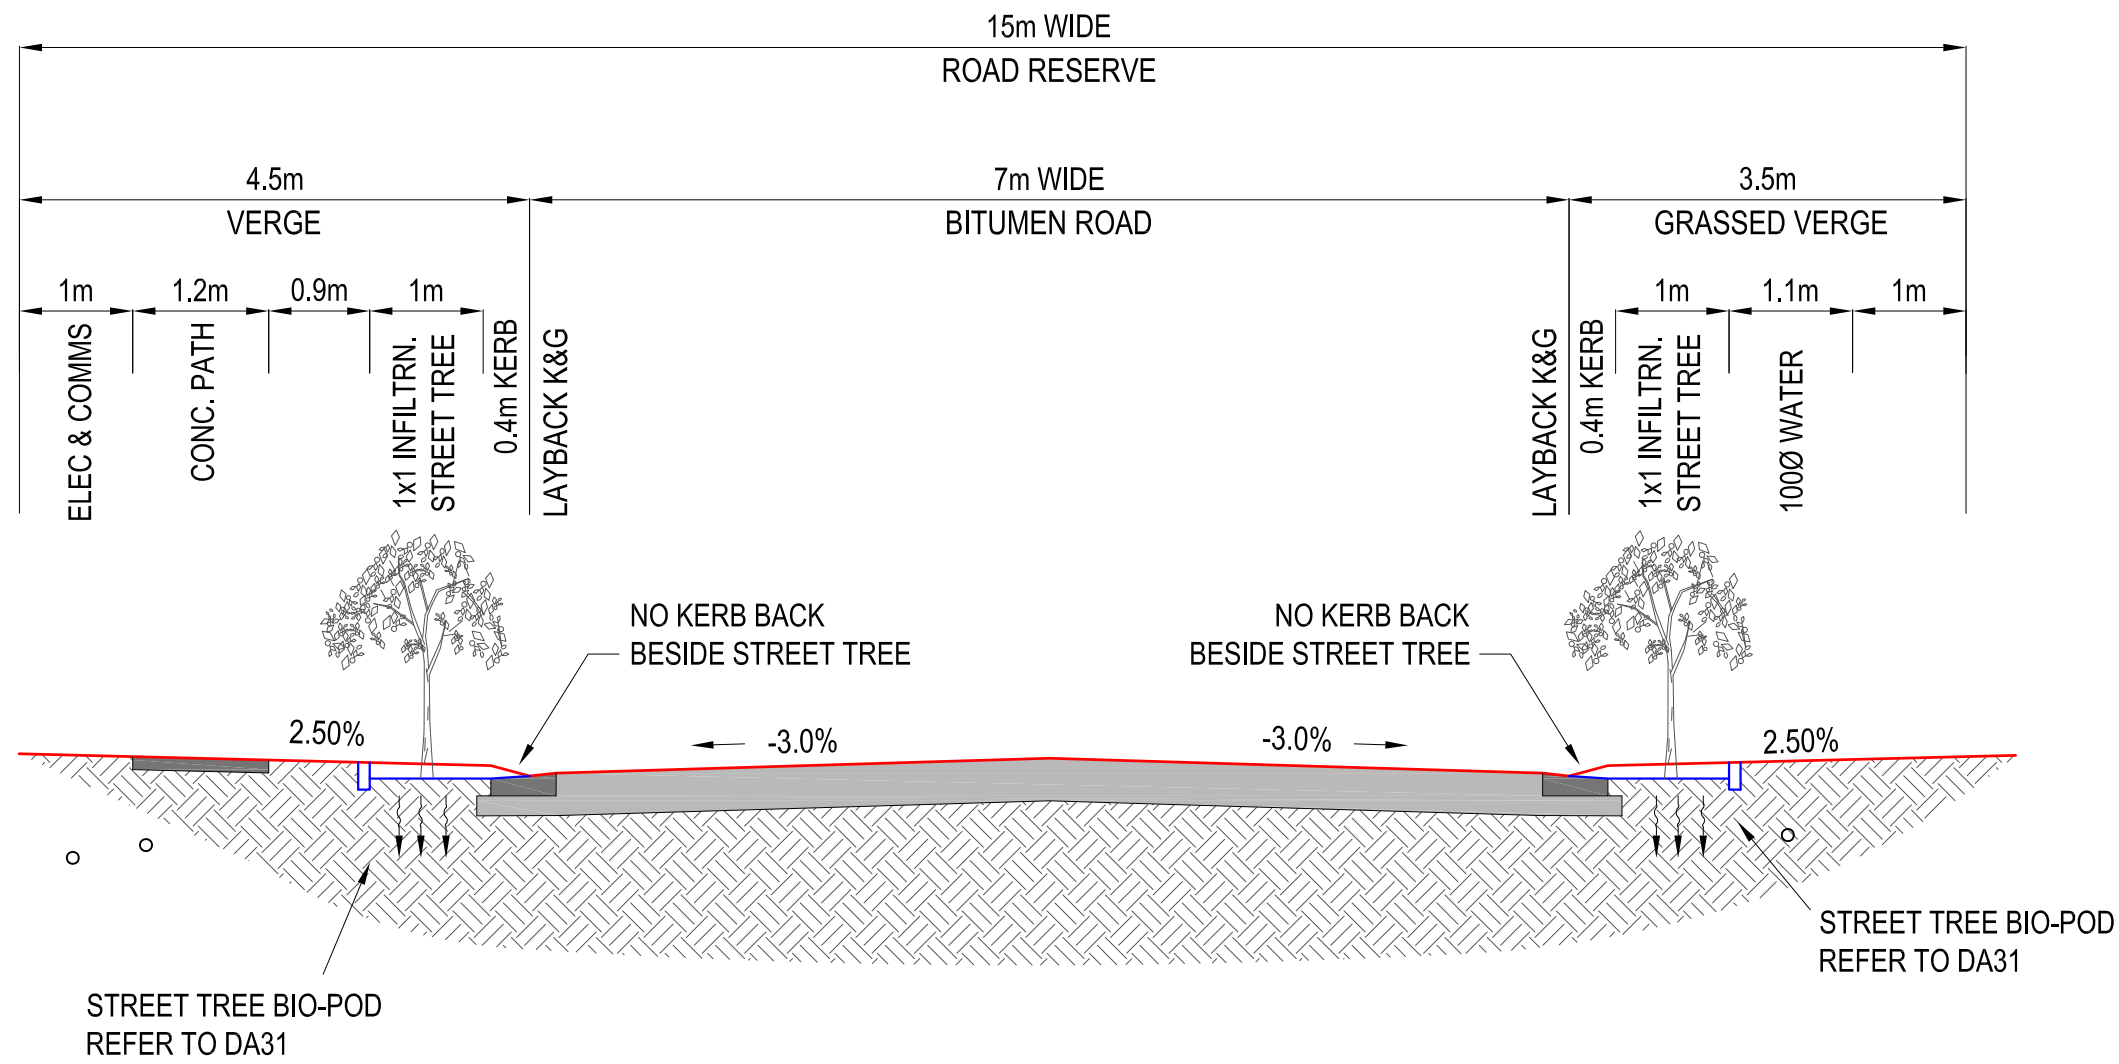 15m WIDE
ROAD RESERVE
4.5m
VERGE
7m WIDE
BITUMEN ROAD
3.5m
GRASSED VERGE
1m
1.2m
0.9m
1m
1m
1.1m
1m
ELEC & COMMS
CONC. PATH
1x1 INFILTRN.
STREET TREE
0.4m KERB
LAYBACK K&G
LAYBACK K&G
0.4m KERB
1x1 INFILTRN.
STREET TREE
100Ø WATER
NO KERB BACK
BESIDE STREET TREE
NO KERB BACK
BESIDE STREET TREE
2.50%
-3.0%
-3.0%
2.50%
STREET TREE BIO-POD
REFER TO DA31
STREET TREE BIO-POD
REFER TO DA31